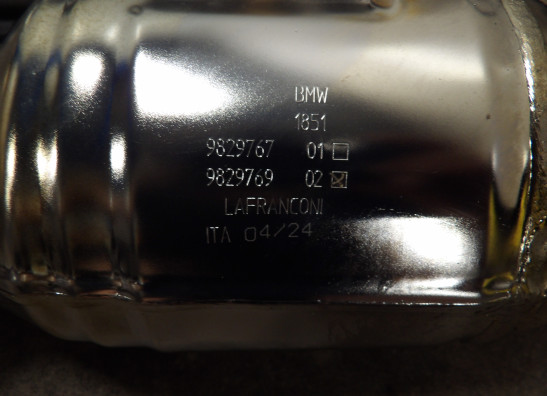 BMW
1851
9829767 01 ☐
9829769 02 ☒
LAFRANCONI
ITA 04/24